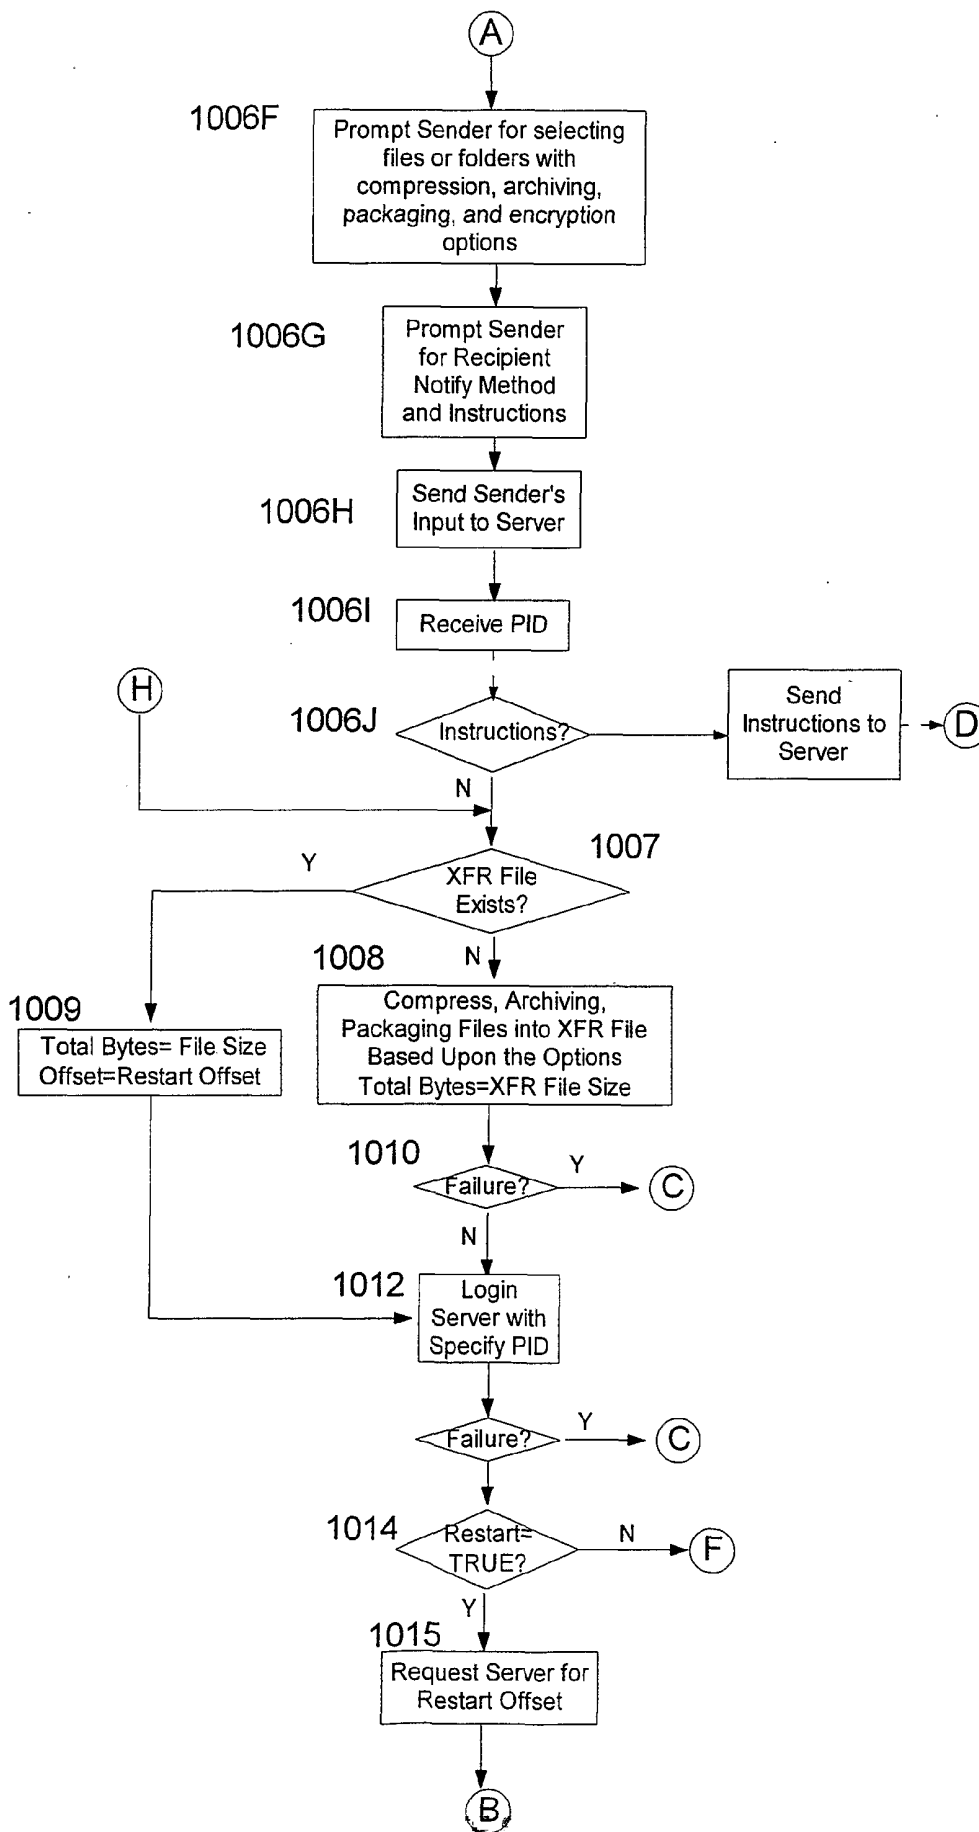 A
1006F
Prompt Sender for selecting
files or folders with
compression, archiving,
packaging, and encryption
options
1006G
Prompt Sender
for Recipient
Notify Method
and Instructions
1006H
Send Sender's
Input to Server
1006I
Receive PID
H
1006J
Instructions?
Send
Instructions to
Server
D
N
1007
Y
XFR File
Exists?
N
1008
Compress, Archiving,
Packaging Files into XFR File
Based Upon the Options
Total Bytes=XFR File Size
1009
Total Bytes= File Size
Offset=Restart Offset
1010
Failure?
Y
C
N
1012
Login
Server with
Specify PID
Failure?
Y
C
1014
Restart=
TRUE?
N
F
Y
1015
Request Server for
Restart Offset
B